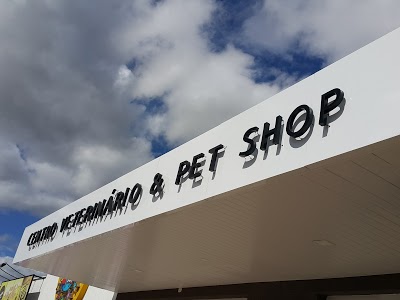 CENTRO VETERINÁRIO & PET SHOP